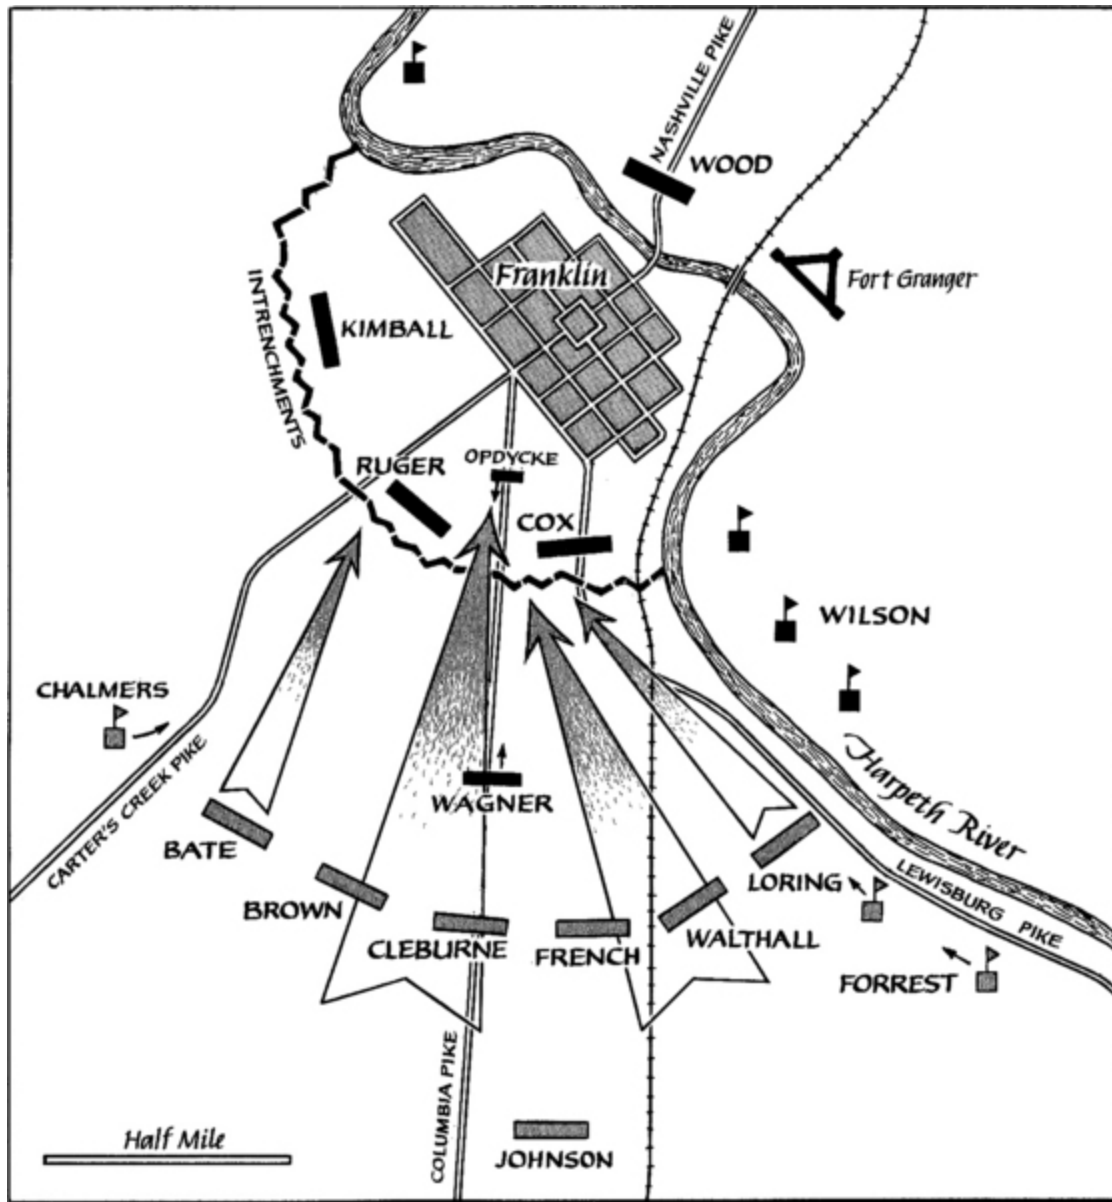 NASHVILLE PIKE
WOOD
Franklin
Fort Granger
INTRENCHMENTS
KIMBALL
RUGER
OPDYCKE
COX
WILSON
CHALMERS
CARTER'S CREEK PIKE
WAGNER
Harpeth River
BATE
BROWN
CLEBURNE
FRENCH
WALTHALL
LORING
LEWISBURG PIKE
FORREST
COLUMBIA PIKE
Half Mile
JOHNSON